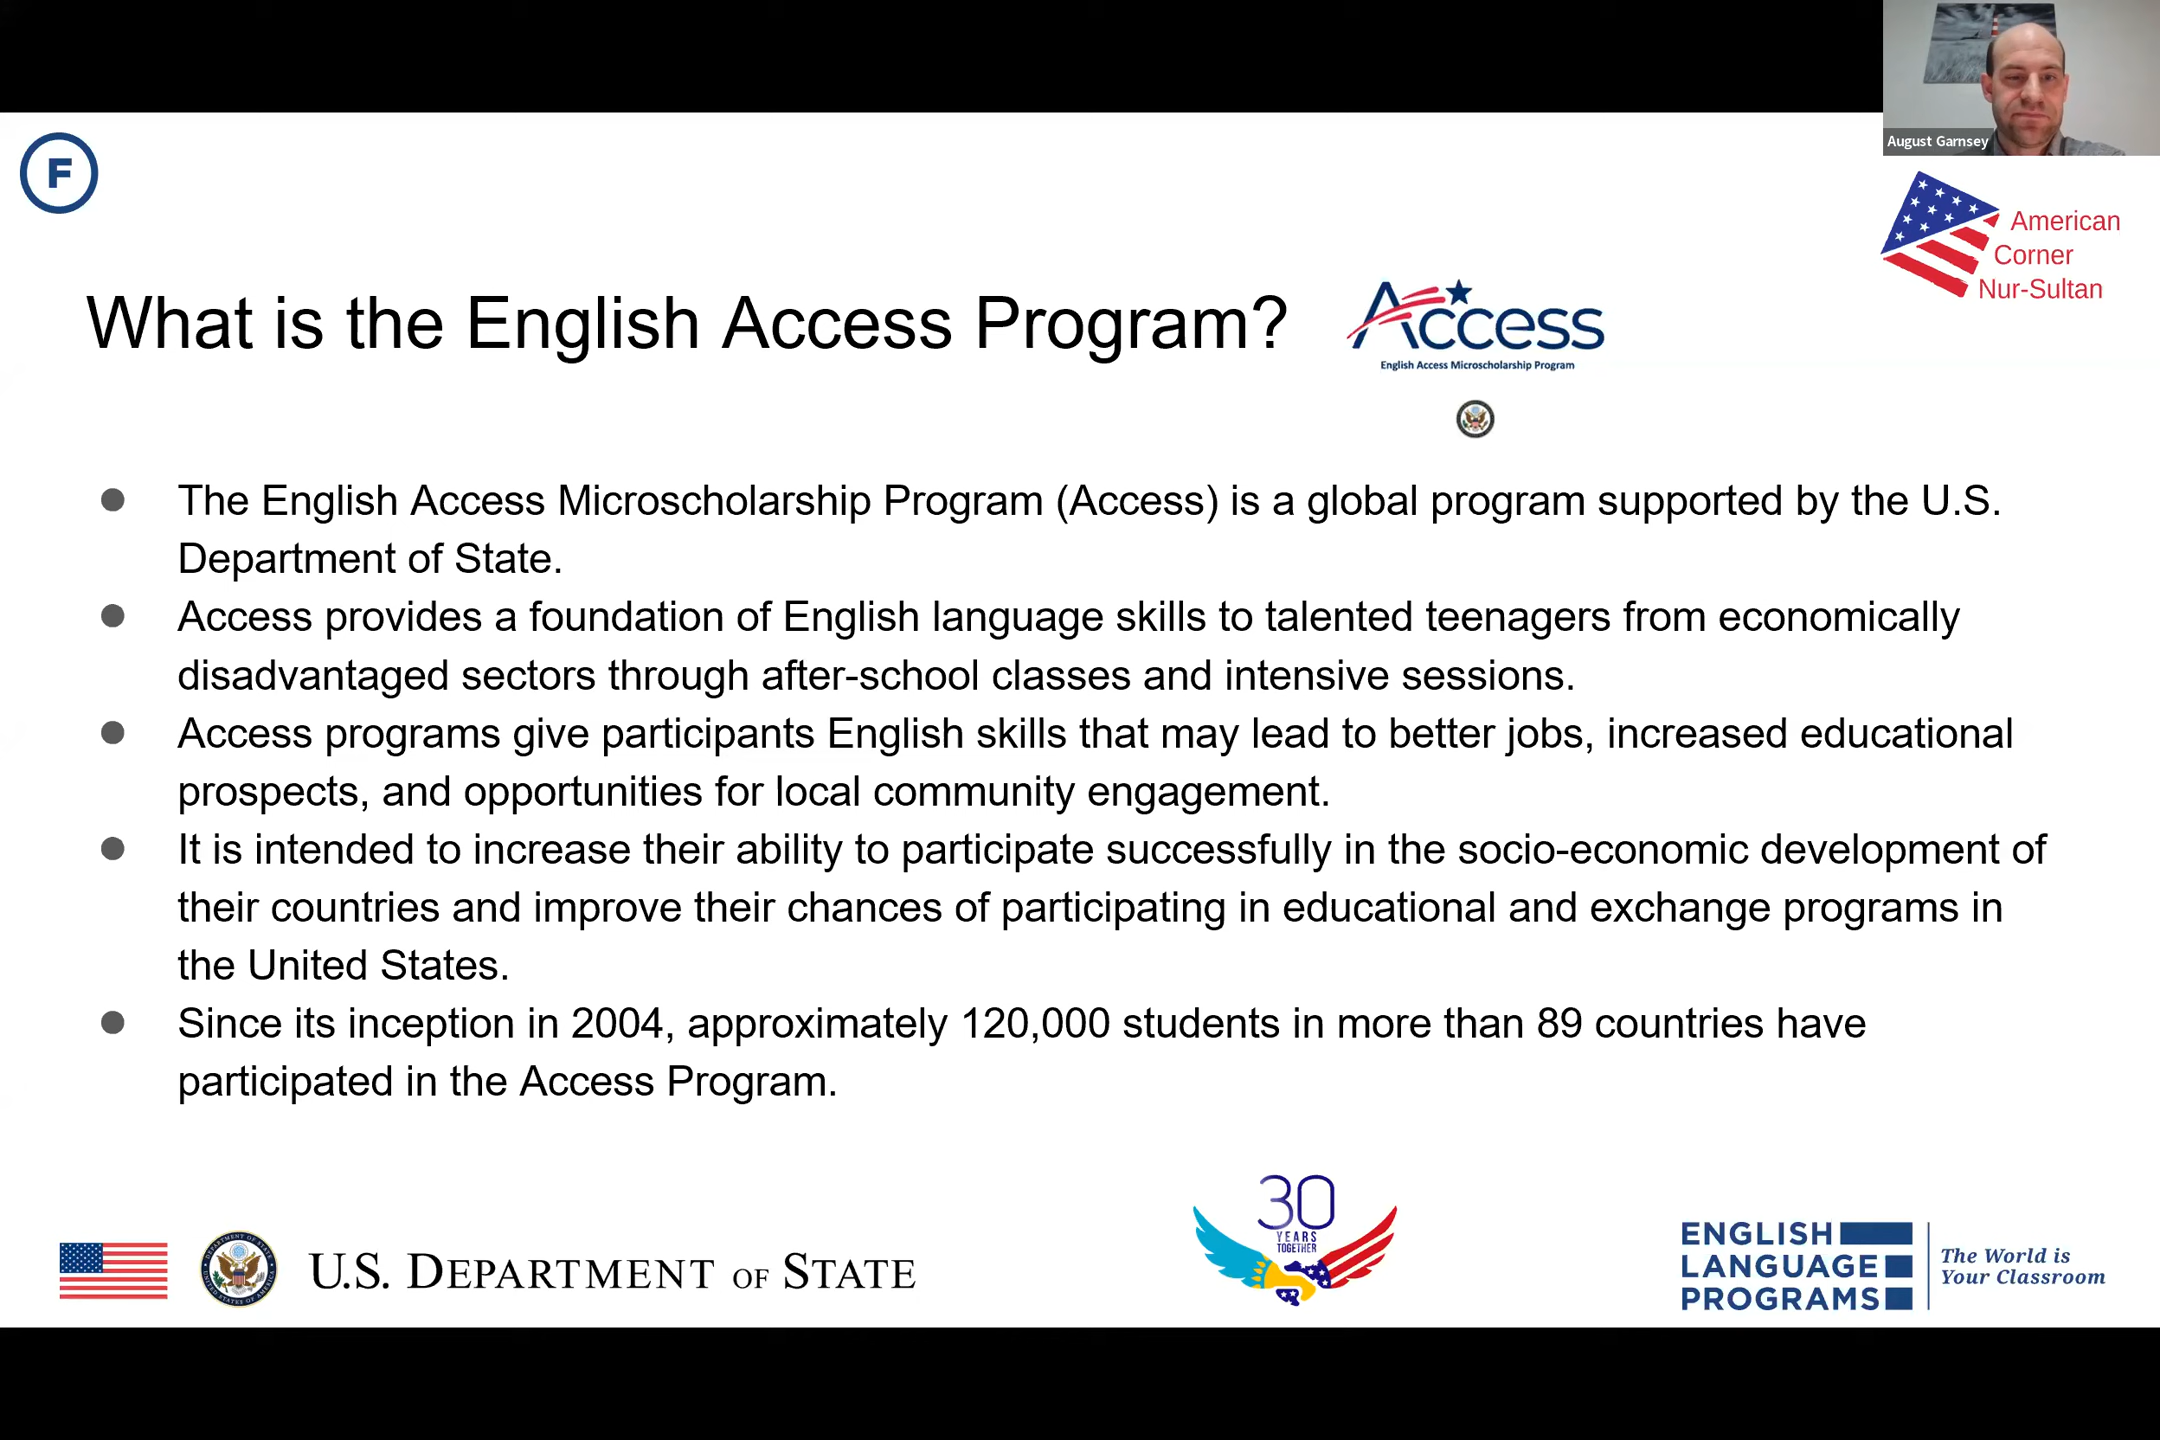 August Garnsey
F
American
Corner
Nur-Sultan
What is the English Access Program?
Access
English Access Microscholarship Program
● The English Access Microscholarship Program (Access) is a global program supported by the U.S.
Department of State.
● Access provides a foundation of English language skills to talented teenagers from economically
disadvantaged sectors through after-school classes and intensive sessions.
● Access programs give participants English skills that may lead to better jobs, increased educational
prospects, and opportunities for local community engagement.
● It is intended to increase their ability to participate successfully in the socio-economic development of
their countries and improve their chances of participating in educational and exchange programs in
the United States.
● Since its inception in 2004, approximately 120,000 students in more than 89 countries have
participated in the Access Program.
U.S. DEPARTMENT OF STATE
30
YEARS
TOGETHER
ENGLISH
LANGUAGE
PROGRAMS
The World is
Your Classroom